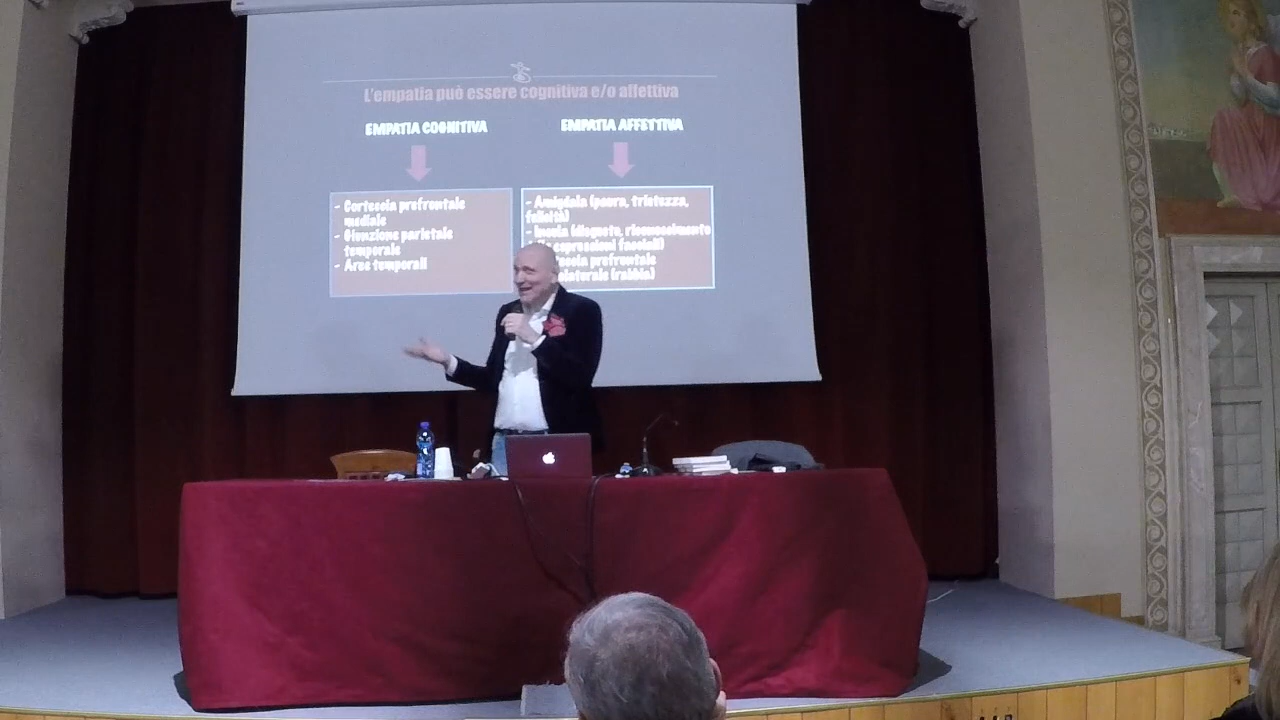 L'empatia può essere cognitiva e/o affettiva
EMPATIA COGNITIVA
- Corteccia prefrontale
mediale
- Giunzione parietale
temporale
- Aree temporali
EMPATIA AFFETTIVA
- Amigdala (paura, tristezza,
felicità)
- Insula (disgusto, riconoscimento
espressioni facciali)
prefrontale
(rabbia)